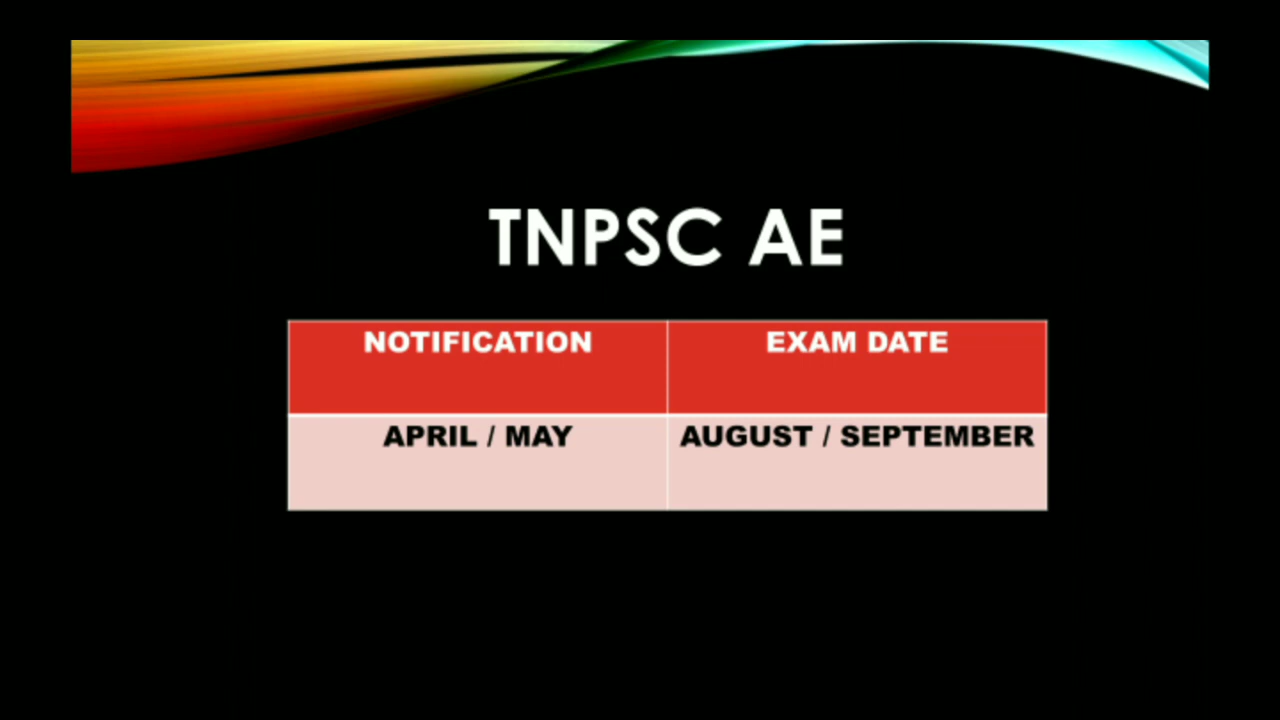 TNPSC AE
NOTIFICATION EXAM DATE
APRIL / MAY AUGUST / SEPTEMBER